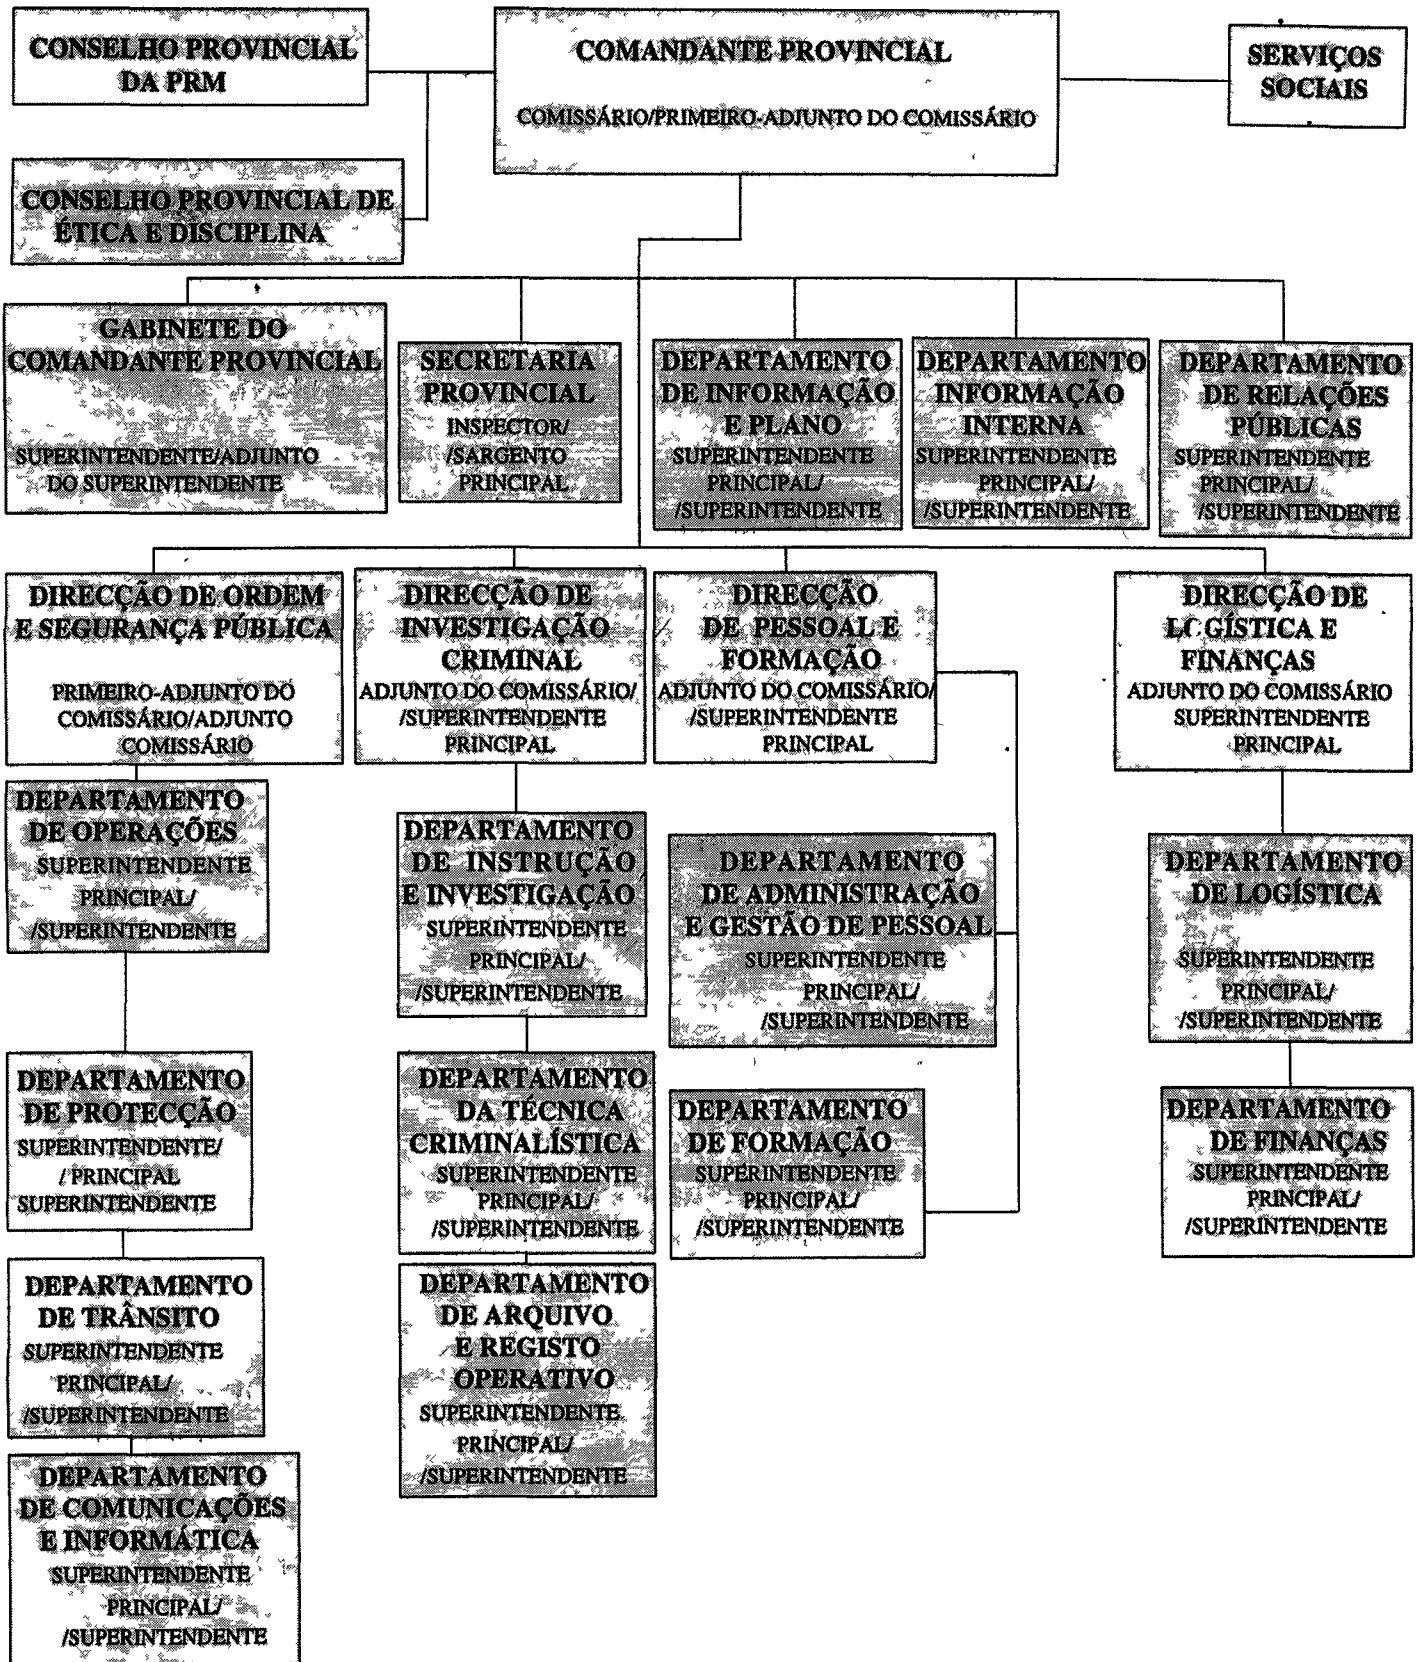 CONSELHO PROVINCIAL
DA PRM
COMANDANTE PROVINCIAL
COMISSÁRIO/PRIMEIRO-ADJUNTO DO COMISSÁRIO
SERVIÇOS
SOCIAIS
CONSELHO PROVINCIAL DE
ÉTICA E DISCIPLINA
GABINETE DO
COMANDANTE PROVINCIAL
SUPERINTENDENTE/ADJUNTO
DO SUPERINTENDENTE
SECRETARIA
PROVINCIAL
INSPECTOR/
/SARGENTO
PRINCIPAL
DEPARTAMENTO
DE INFORMAÇÃO
E PLANO
SUPERINTENDENTE
PRINCIPAL/
/SUPERINTENDENTE
DEPARTAMENTO
INFORMAÇÃO
INTERNA
SUPERINTENDENTE
PRINCIPAL/
/SUPERINTENDENTE
DEPARTAMENTO
DE RELAÇÕES
PÚBLICAS
SUPERINTENDENTE
PRINCIPAL/
/SUPERINTENDENTE
DIRECÇÃO DE ORDEM
E SEGURANÇA PÚBLICA
PRIMEIRO-ADJUNTO DO
COMISSÁRIO/ADJUNTO
COMISSÁRIO
DIRECÇÃO DE
INVESTIGAÇÃO
CRIMINAL
ADJUNTO DO COMISSÁRIO/
/SUPERINTENDENTE
PRINCIPAL
DIRECÇÃO
DE PESSOAL E
FORMAÇÃO
ADJUNTO DO COMISSÁRIO/
/SUPERINTENDENTE
PRINCIPAL
DIRECÇÃO DE
LOGÍSTICA E
FINANÇAS
ADJUNTO DO COMISSÁRIO
SUPERINTENDENTE
PRINCIPAL
DEPARTAMENTO
DE OPERAÇÕES
SUPERINTENDENTE
PRINCIPAL/
/SUPERINTENDENTE
DEPARTAMENTO
DE INSTRUÇÃO
E INVESTIGAÇÃO
SUPERINTENDENTE
PRINCIPAL/
/SUPERINTENDENTE
DEPARTAMENTO
DE ADMINISTRAÇÃO
E GESTÃO DE PESSOAL
SUPERINTENDENTE
PRINCIPAL/
/SUPERINTENDENTE
DEPARTAMENTO
DE LOGÍSTICA
SUPERINTENDENTE
PRINCIPAL/
/SUPERINTENDENTE
DEPARTAMENTO
DE PROTECÇÃO
SUPERINTENDENTE/
/ PRINCIPAL
SUPERINTENDENTE
DEPARTAMENTO
DA TÉCNICA
CRIMINALÍSTICA
SUPERINTENDENTE
PRINCIPAL/
/SUPERINTENDENTE
DEPARTAMENTO
DE FORMAÇÃO
SUPERINTENDENTE
PRINCIPAL/
/SUPERINTENDENTE
DEPARTAMENTO
DE FINANÇAS
SUPERINTENDENTE
PRINCIPAL/
/SUPERINTENDENTE
DEPARTAMENTO
DE TRÂNSITO
SUPERINTENDENTE
PRINCIPAL/
/SUPERINTENDENTE
DEPARTAMENTO
DE ARQUIVO
E REGISTO
OPERATIVO
SUPERINTENDENTE
PRINCIPAL/
/SUPERINTENDENTE
DEPARTAMENTO
DE COMUNICAÇÕES
E INFORMÁTICA
SUPERINTENDENTE
PRINCIPAL/
/SUPERINTENDENTE